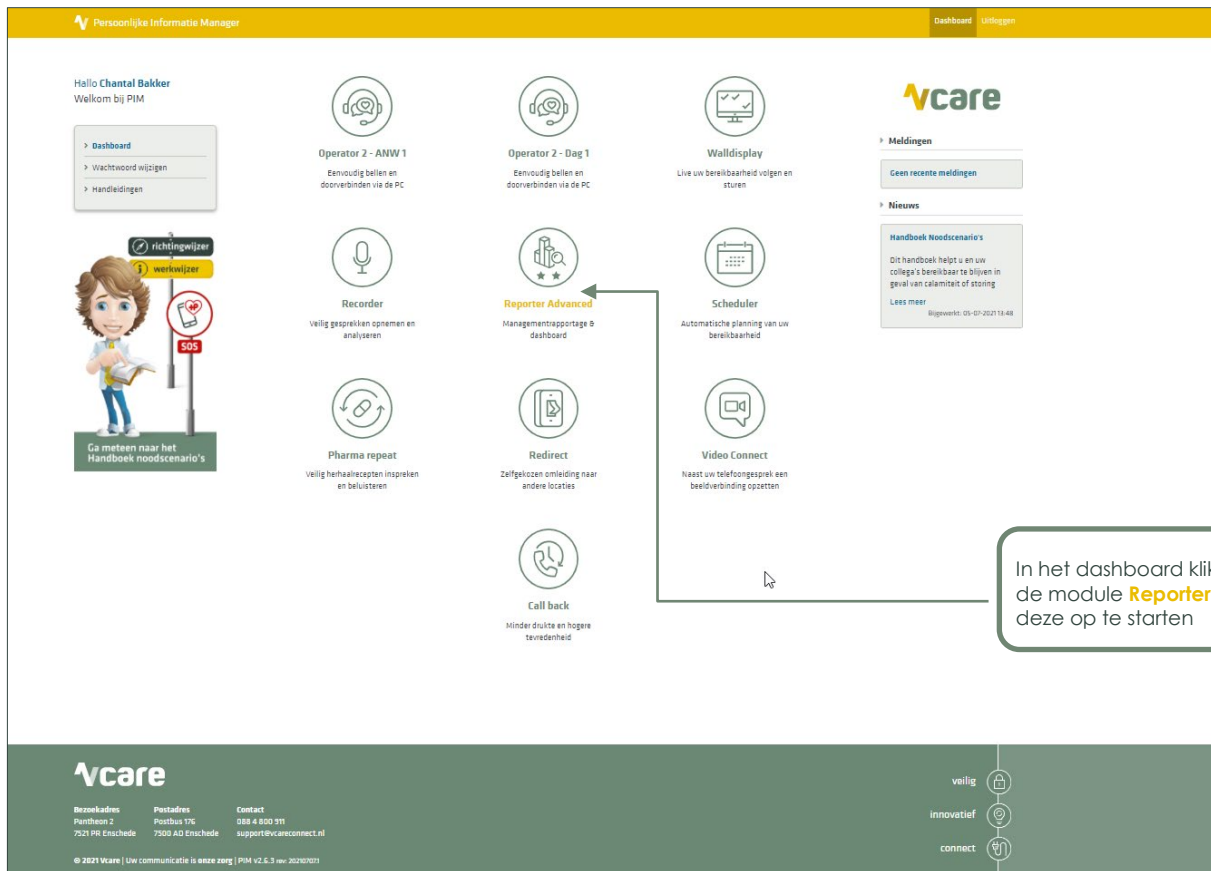 Persoonlijke Informatie Manager
Dashboard Uitloggen
Hallo Chantal Bakker
Welkom bij PIM
> Dashboard
> Wachtwoord wijzigen
> Handleidingen
richtingwijzer
werkwijzer
SOS
Ga meteen naar het
Handboek noodscenario's
Operator 2 - ANW 1
Eenvoudig bellen en
doorverbinden via de PC
Operator 2 - Dag 1
Eenvoudig bellen en
doorverbinden via de PC
Walldisplay
Live uw bereikbaarheid volgen en
sturen
Recorder
Veilig gesprekken opnemen en
analyseren
Reporter Advanced
Managementrapportage &
dashboard
Scheduler
Automatische planning van uw
bereikbaarheid
Pharma repeat
Veilig herhaalrecepten inspreken
en beluisteren
Redirect
Zelfgekozen omleiding naar
andere locaties
Video Connect
Naast uw telefoongesprek een
beeldverbinding opzetten
Call back
Minder drukte en hogere
tevredenheid
vcare
Meldingen
Geen recente meldingen
Nieuws
Handboek Noodscenario's
Dit handboek helpt u en uw
collega's bereikbaar te blijven in
geval van calamiteit of storing
Lees meer
Bijgewerkt: 05-07-2021 13:48
In het dashboard klik
de module Reporter
deze op te starten
vcare
Bezoekadres
Pantheon 2
7521 PR Enschede
Postadres
Postbus 176
7500 AD Enschede
Contact
088 4 800 911
support@vcareconnect.nl
© 2021 Vcare | Uw communicatie is onze zorg | PIM v2.6.3
veilig
innovatief
connect